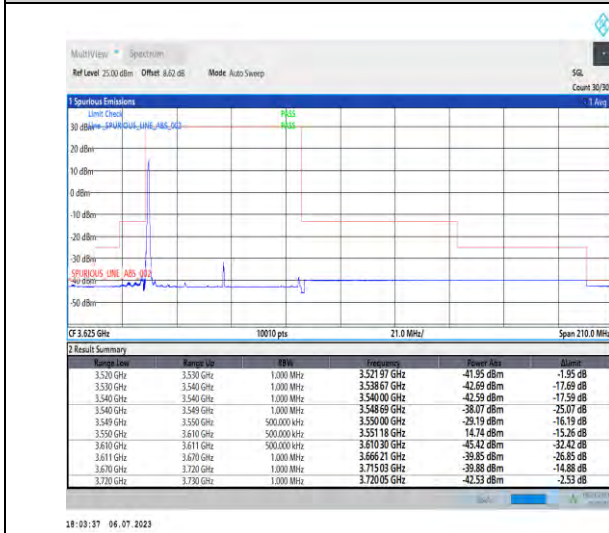 MultiView Spectrum
Ref Level 25.00 dBm Offset 8.62 dB Mode Auto Sweep SGL
Count 30/30
1 Spurious Emissions 1 Avg
Limit Check PASS
Line _SPURIOUS_LINE_ABS_002 PASS
30 dBm
20 dBm
10 dBm
0 dBm
-10 dBm
-20 dBm
-30 dBm
_SPURIOUS_LINE_ABS_002
-40 dBm
-50 dBm
CF 3.625 GHz 10010 pts 21.0 MHz/ Span 210.0 MHz
2 Result Summary
Range Low Range Up RBW Frequency Power Abs ΔLimit
3.520 GHz 3.530 GHz 1.000 MHz 3.521 97 GHz -41.95 dBm -1.95 dB
3.530 GHz 3.540 GHz 1.000 MHz 3.538 67 GHz -42.69 dBm -17.69 dB
3.540 GHz 3.540 GHz 1.000 MHz 3.540 00 GHz -42.59 dBm -17.59 dB
3.540 GHz 3.549 GHz 1.000 MHz 3.548 69 GHz -38.07 dBm -25.07 dB
3.549 GHz 3.550 GHz 500.000 kHz 3.550 00 GHz -29.19 dBm -16.19 dB
3.550 GHz 3.610 GHz 500.000 kHz 3.551 18 GHz 14.74 dBm -15.26 dB
3.610 GHz 3.611 GHz 500.000 kHz 3.610 30 GHz -45.42 dBm -32.42 dB
3.611 GHz 3.670 GHz 1.000 MHz 3.666 21 GHz -39.85 dBm -26.85 dB
3.670 GHz 3.720 GHz 1.000 MHz 3.715 03 GHz -39.88 dBm -14.88 dB
3.720 GHz 3.730 GHz 1.000 MHz 3.720 05 GHz -42.53 dBm -2.53 dB
18:03:37 06.07.2023